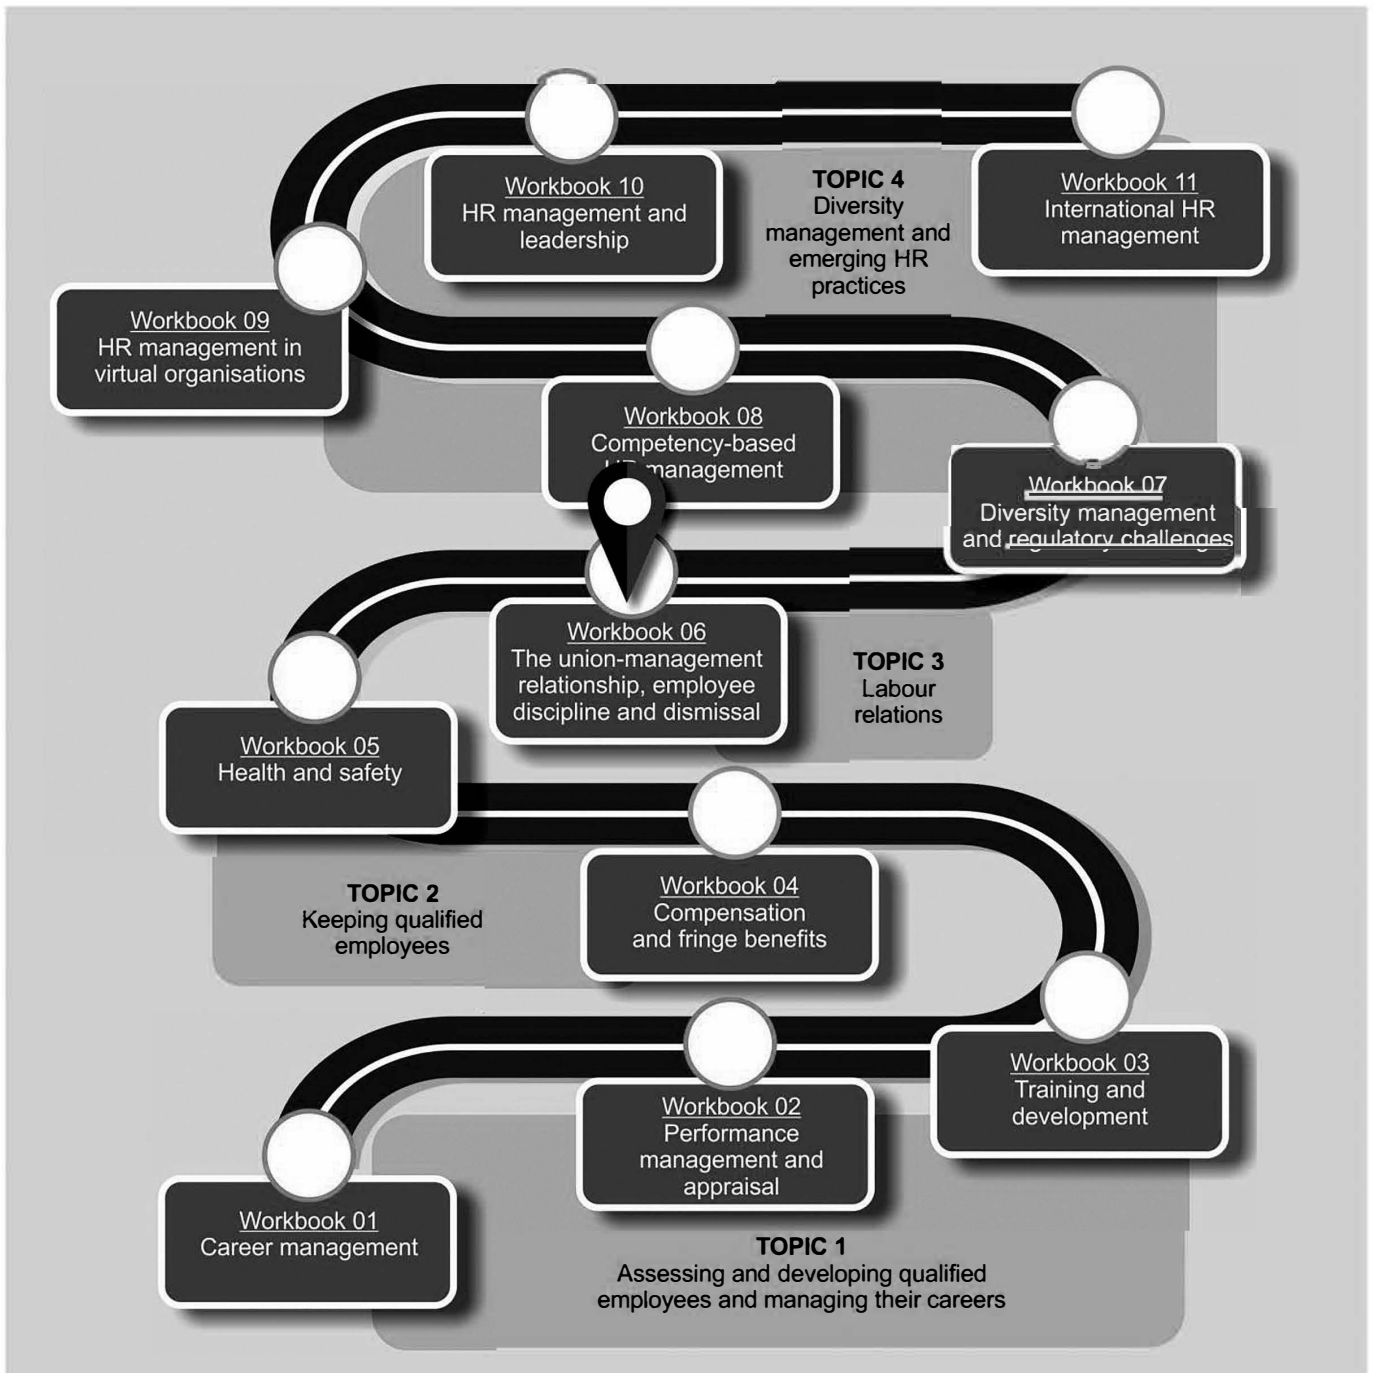 Workbook 10
HR management and
leadership
TOPIC 4
Diversity
management and
emerging HR
practices
Workbook 11
International HR
management
Workbook 09
HR management in
virtual organisations
Workbook 08
Competency-based
HR management
Workbook 07
Diversity management
and regulatory challenges
Workbook 06
The union-management
relationship, employee
discipline and dismissal
TOPIC 3
Labour
relations
Workbook 05
Health and safety
TOPIC 2
Keeping qualified
employees
Workbook 04
Compensation
and fringe benefits
Workbook 03
Training and
development
Workbook 02
Performance
management and
appraisal
Workbook 01
Career management
TOPIC 1
Assessing and developing qualified
employees and managing their careers